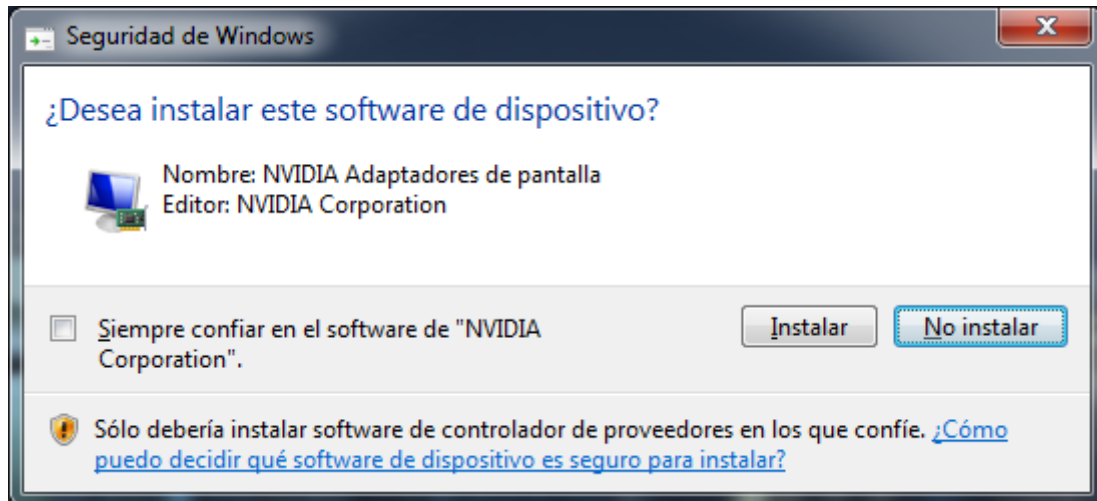 Seguridad de Windows
¿Desea instalar este software de dispositivo?
Nombre: NVIDIA Adaptadores de pantalla
Editor: NVIDIA Corporation
Siempre confiar en el software de "NVIDIA
Corporation".
Instalar
No instalar
Sólo debería instalar software de controlador de proveedores en los que confíe. ¿Cómo
puedo decidir qué software de dispositivo es seguro para instalar?